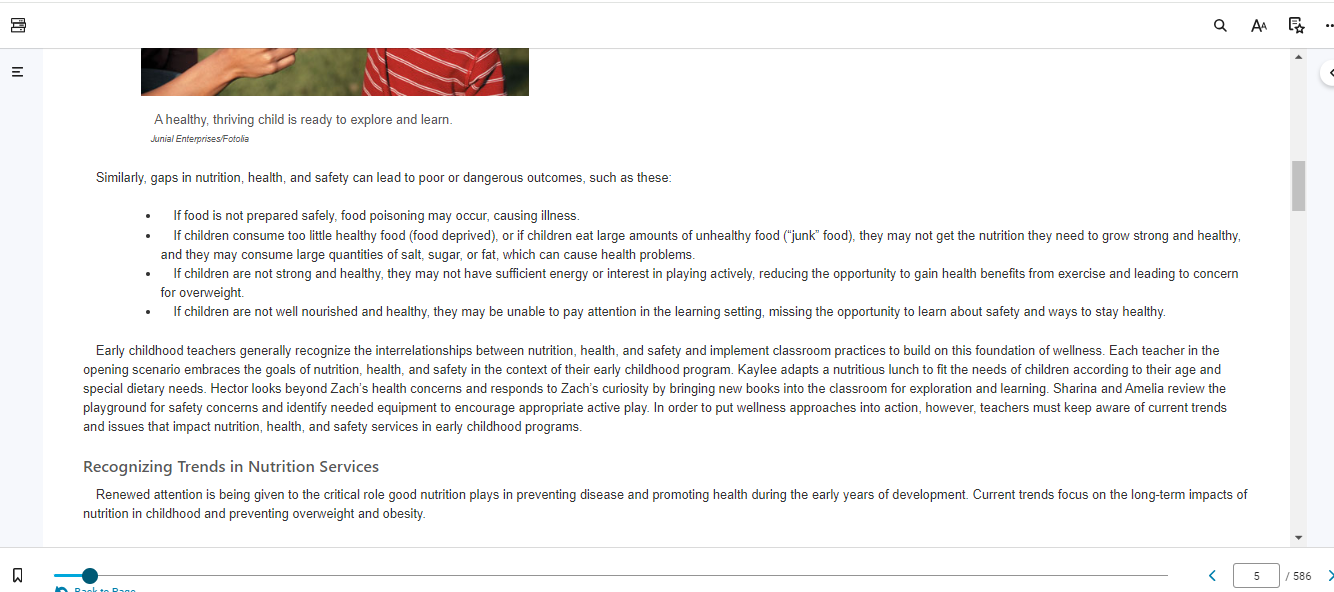 AA
A healthy, thriving child is ready to explore and learn.
Junial Enterprises/Fotolia
Similarly, gaps in nutrition, health, and safety can lead to poor or dangerous outcomes, such as these:
• If food is not prepared safely, food poisoning may occur, causing illness.
• If children consume too little healthy food (food deprived), or if children eat large amounts of unhealthy food (“junk” food), they may not get the nutrition they need to grow strong and healthy,
and they may consume large quantities of salt, sugar, or fat, which can cause health problems.
• If children are not strong and healthy, they may not have sufficient energy or interest in playing actively, reducing the opportunity to gain health benefits from exercise and leading to concern
for overweight.
• If children are not well nourished and healthy, they may be unable to pay attention in the learning setting, missing the opportunity to learn about safety and ways to stay healthy.
Early childhood teachers generally recognize the interrelationships between nutrition, health, and safety and implement classroom practices to build on this foundation of wellness. Each teacher in the
opening scenario embraces the goals of nutrition, health, and safety in the context of their early childhood program. Kaylee adapts a nutritious lunch to fit the needs of children according to their age and
special dietary needs. Hector looks beyond Zach’s health concerns and responds to Zach’s curiosity by bringing new books into the classroom for exploration and learning. Sharina and Amelia review the
playground for safety concerns and identify needed equipment to encourage appropriate active play. In order to put wellness approaches into action, however, teachers must keep aware of current trends
and issues that impact nutrition, health, and safety services in early childhood programs.
Recognizing Trends in Nutrition Services
Renewed attention is being given to the critical role good nutrition plays in preventing disease and promoting health during the early years of development. Current trends focus on the long-term impacts of
nutrition in childhood and preventing overweight and obesity.
5 / 586
Back to Page